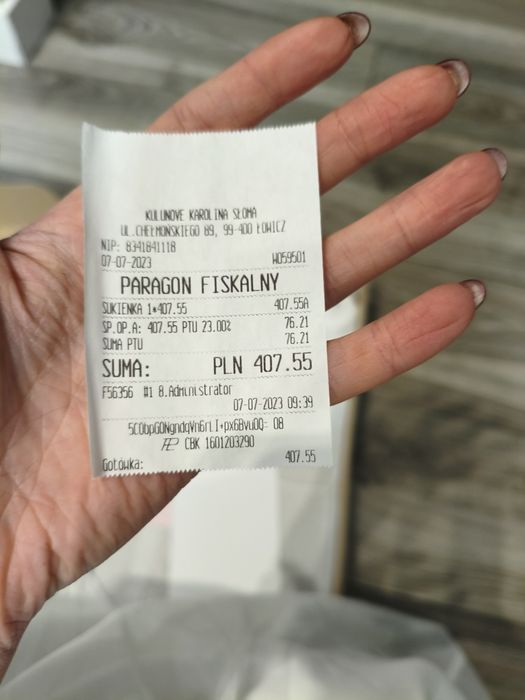 KULUNOVE KAROLINA SŁOMA
UL.CHEŁMOŃSKIEGO 89, 99-400 ŁOWICZ
NIP: 8341841118
07-07-2023 W059501
PARAGON FISKALNY
SUKIENKA 1*407.55 407.55A
SP.OP.A: 407.55 PTU 23.00% 76.21
SUMA PTU 76.21
SUMA: PLN 407.55
F56356 #1 8.Administrator
07-07-2023 09:39
CBK 1601203290
Gotówka: 407.55